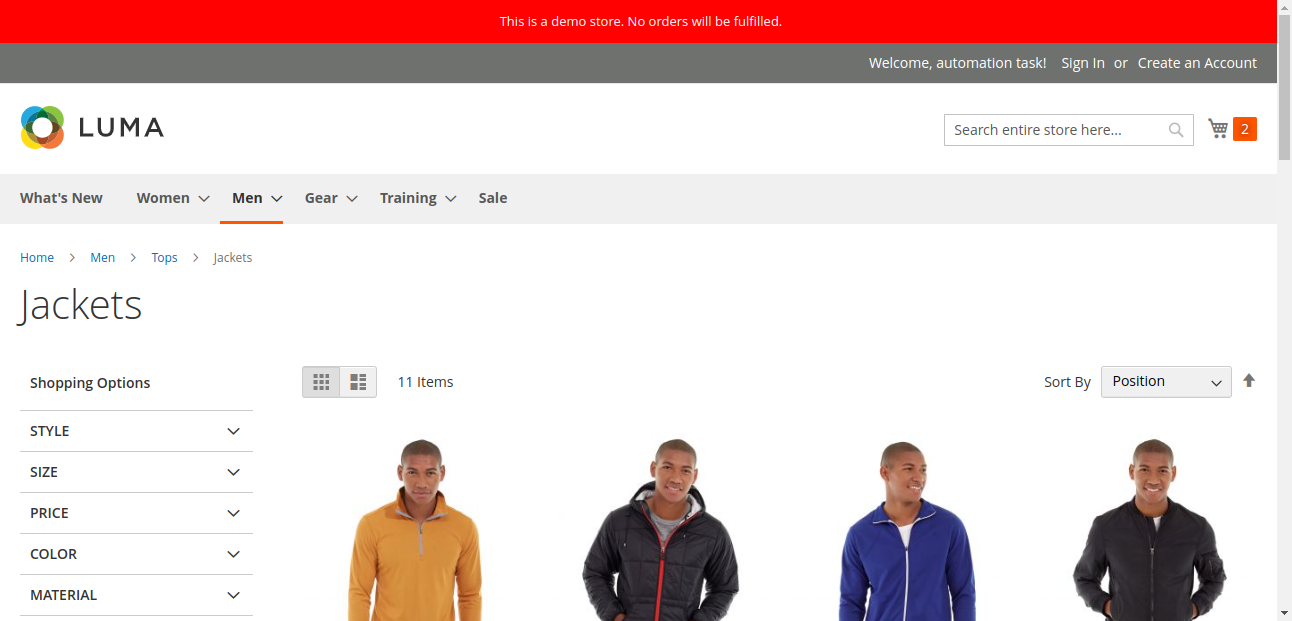 This is a demo store. No orders will be fulfilled.
Welcome, automation task! Sign In or Create an Account
LUMA
Search entire store here...
2
What's New Women Men Gear Training Sale
Home Men Tops Jackets
Jackets
Shopping Options
11 Items
Sort By Position
STYLE
SIZE
PRICE
COLOR
MATERIAL